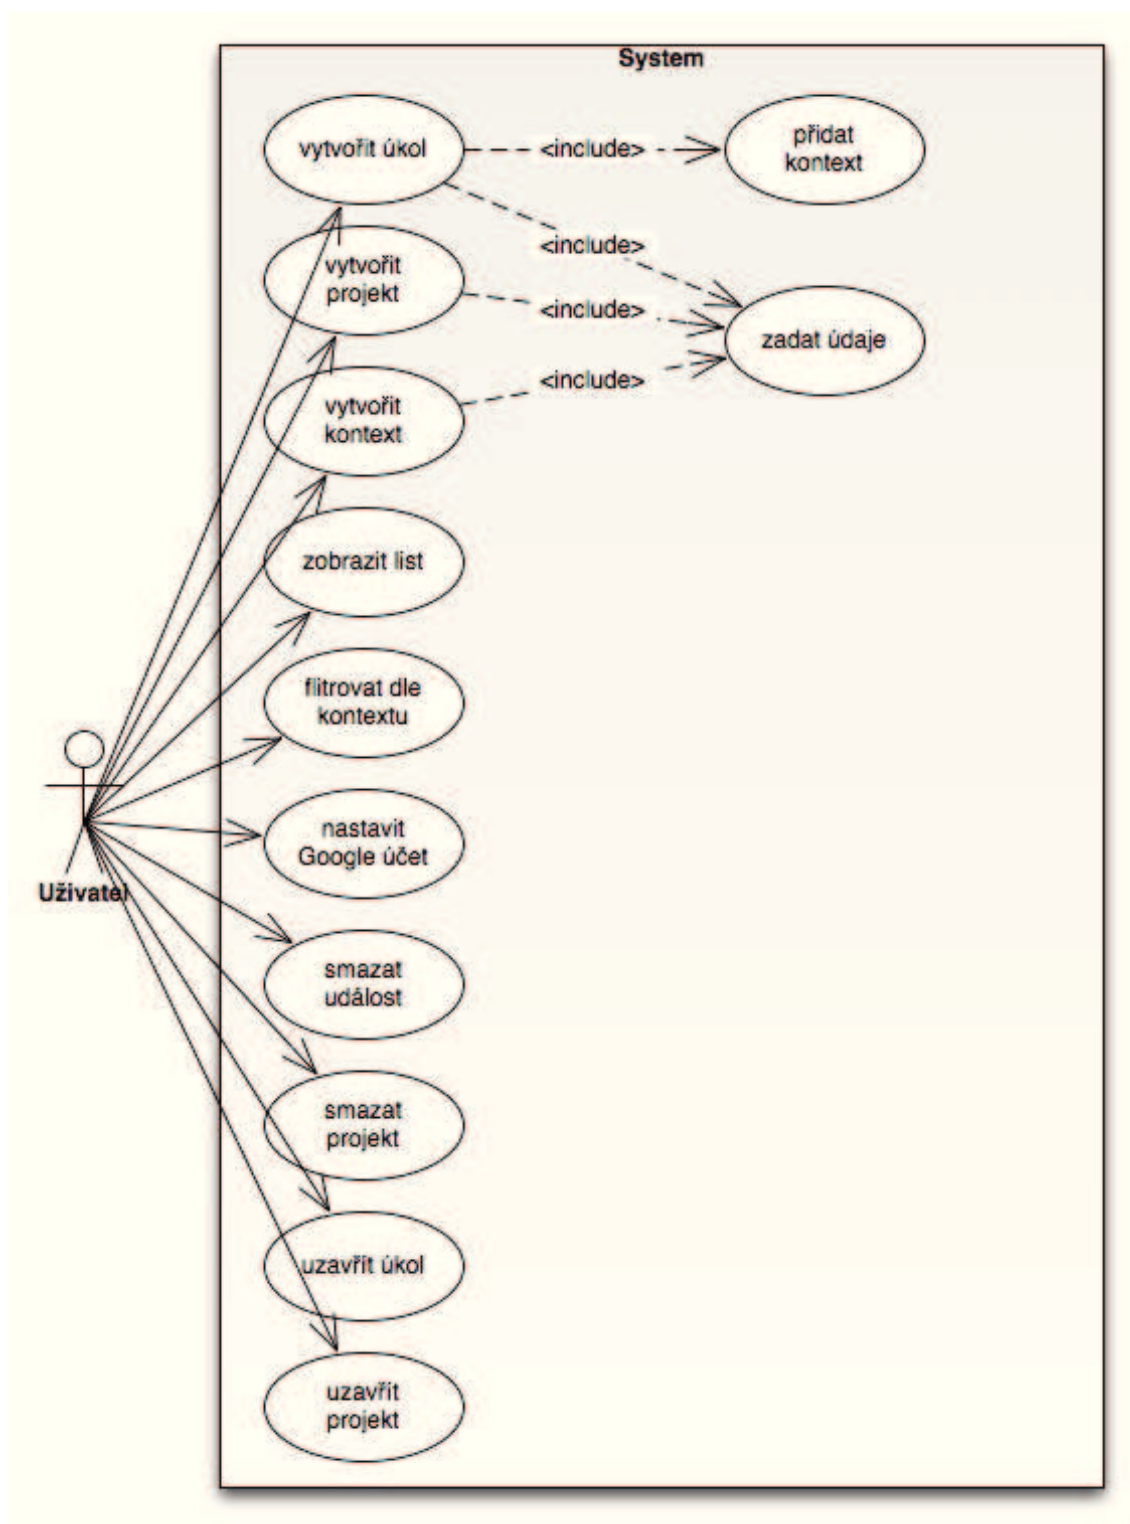 System
vytvořit úkol
<include>
přidat
kontext
<include>
vytvořit
projekt
<include>
zadat údaje
<include>
vytvořit
kontext
zobrazit list
flitrovat dle
kontextu
nastavit
Google účet
Uživatel
smazat
událost
smazat
projekt
uzavřít úkol
uzavřít
projekt